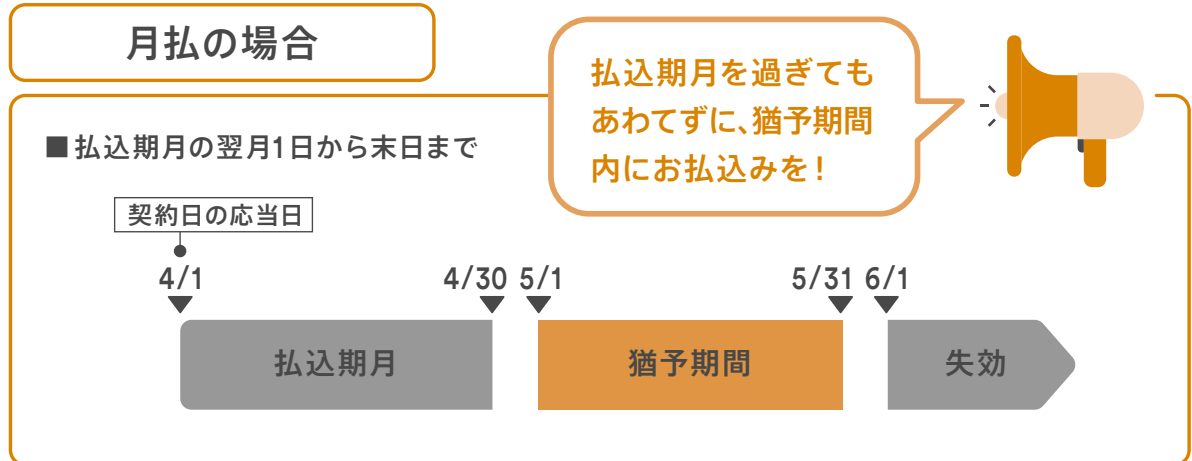 月払の場合
払込期月を過ぎても
あわてずに、猶予期間
内にお払込みを！
■払込期月の翌月1日から末日まで
契約日の応当日
4/1 4/30 5/1 5/31 6/1
払込期月 猶予期間 失効